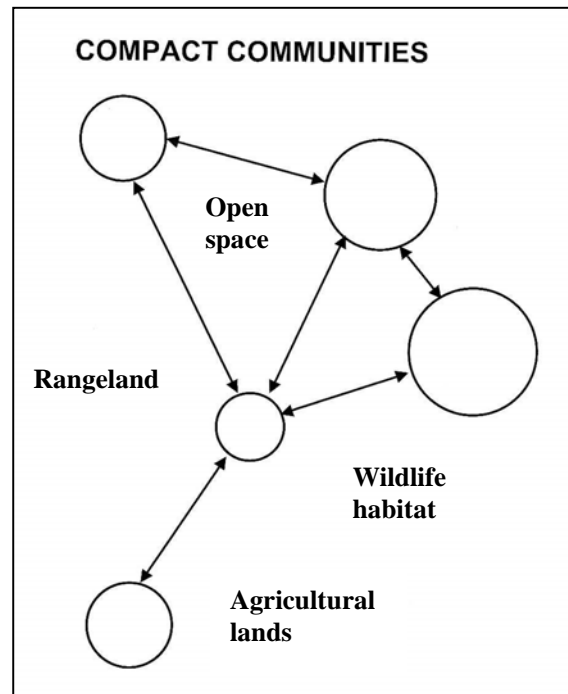 COMPACT COMMUNITIES
Open
space
Rangeland
Wildlife
habitat
Agricultural
lands